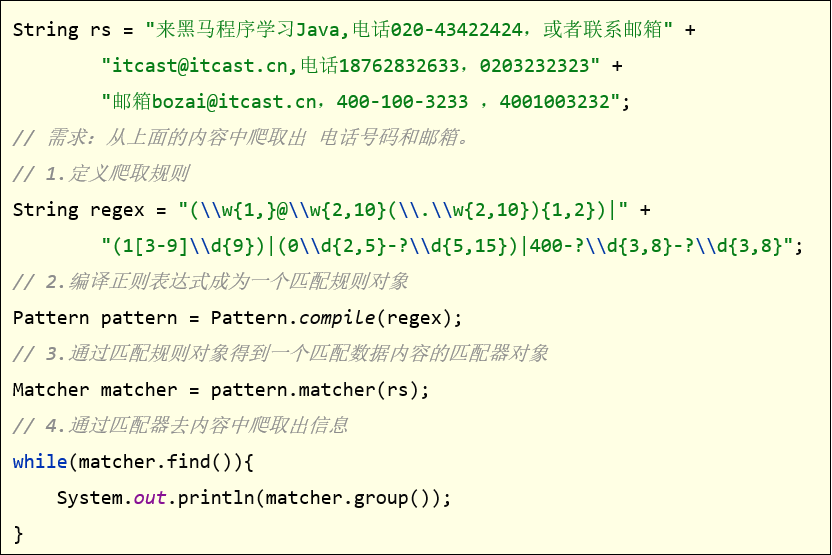 String rs = "来黑马程序学习Java,电话020-43422424，或者联系邮箱" +
"itcast@itcast.cn,电话18762832633，0203232323" +
"邮箱bozai@itcast.cn，400-100-3233 ，4001003232";
// 需求：从上面的内容中爬取出 电话号码和邮箱。
// 1.定义爬取规则
String regex = "(\\w{1,}@\\w{2,10}(\\.\\w{2,10}){1,2})|" +
"(1[3-9]\\d{9})|(0\\d{2,5}-?\\d{5,15})|400-?\\d{3,8}-?\\d{3,8}";
// 2.编译正则表达式成为一个匹配规则对象
Pattern pattern = Pattern.compile(regex);
// 3.通过匹配规则对象得到一个匹配数据内容的匹配器对象
Matcher matcher = pattern.matcher(rs);
// 4.通过匹配器去内容中爬取出信息
while(matcher.find()){
System.out.println(matcher.group());
}